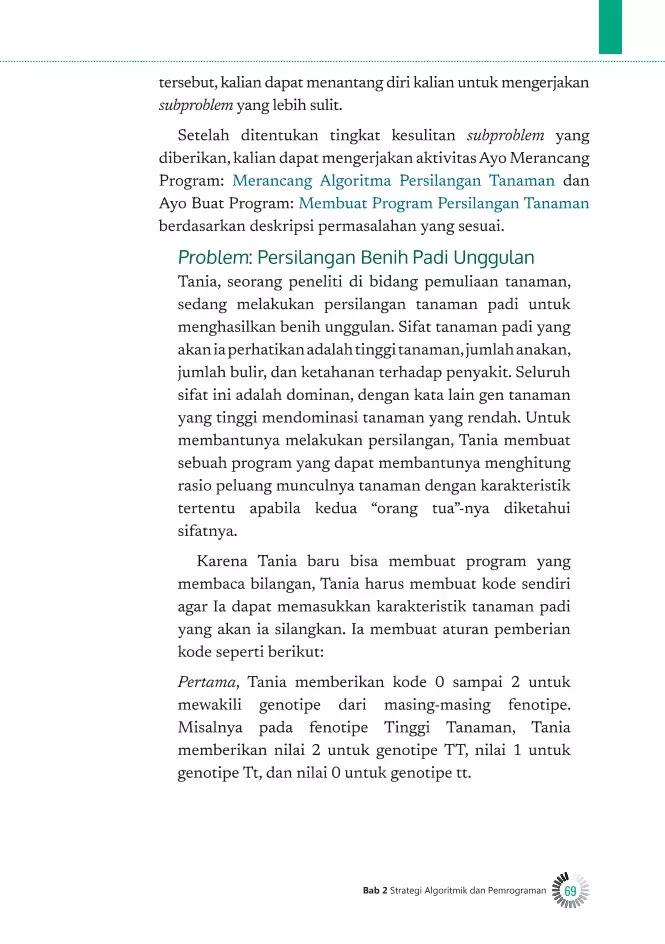 tersebut, kalian dapat menantang diri kalian untuk mengerjakan
subproblem yang lebih sulit.
Setelah ditentukan tingkat kesulitan subproblem yang
diberikan, kalian dapat mengerjakan aktivitas Ayo Merancang
Program: Merancang Algoritma Persilangan Tanaman dan
Ayo Buat Program: Membuat Program Persilangan Tanaman
berdasarkan deskripsi permasalahan yang sesuai.
Problem: Persilangan Benih Padi Unggulan
Tania, seorang peneliti di bidang pemuliaan tanaman,
sedang melakukan persilangan tanaman padi untuk
menghasilkan benih unggulan. Sifat tanaman padi yang
akan ia perhatikan adalah tinggi tanaman, jumlah anakan,
jumlah bulir, dan ketahanan terhadap penyakit. Seluruh
sifat ini adalah dominan, dengan kata lain gen tanaman
yang tinggi mendominasi tanaman yang rendah. Untuk
membantunya melakukan persilangan, Tania membuat
sebuah program yang dapat membantunya menghitung
rasio peluang munculnya tanaman dengan karakteristik
tertentu apabila kedua “orang tua”-nya diketahui
sifatnya.
Karena Tania baru bisa membuat program yang
membaca bilangan, Tania harus membuat kode sendiri
agar Ia dapat memasukkan karakteristik tanaman padi
yang akan ia silangkan. Ia membuat aturan pemberian
kode seperti berikut:
Pertama, Tania memberikan kode 0 sampai 2 untuk
mewakili genotipe dari masing-masing fenotipe.
Misalnya pada fenotipe Tinggi Tanaman, Tania
memberikan nilai 2 untuk genotipe TT, nilai 1 untuk
genotipe Tt, dan nilai 0 untuk genotipe tt.
Bab 2 Strategi Algoritmik dan Pemrograman 69